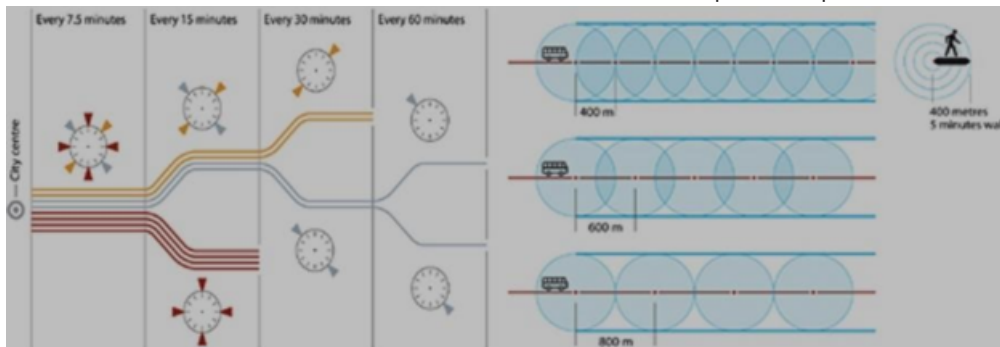 Every 7.5 minutes
Every 15 minutes
Every 30 minutes
Every 60 minutes
City centre
400 m
400 metres
5 minutes wal
600 m
800 m